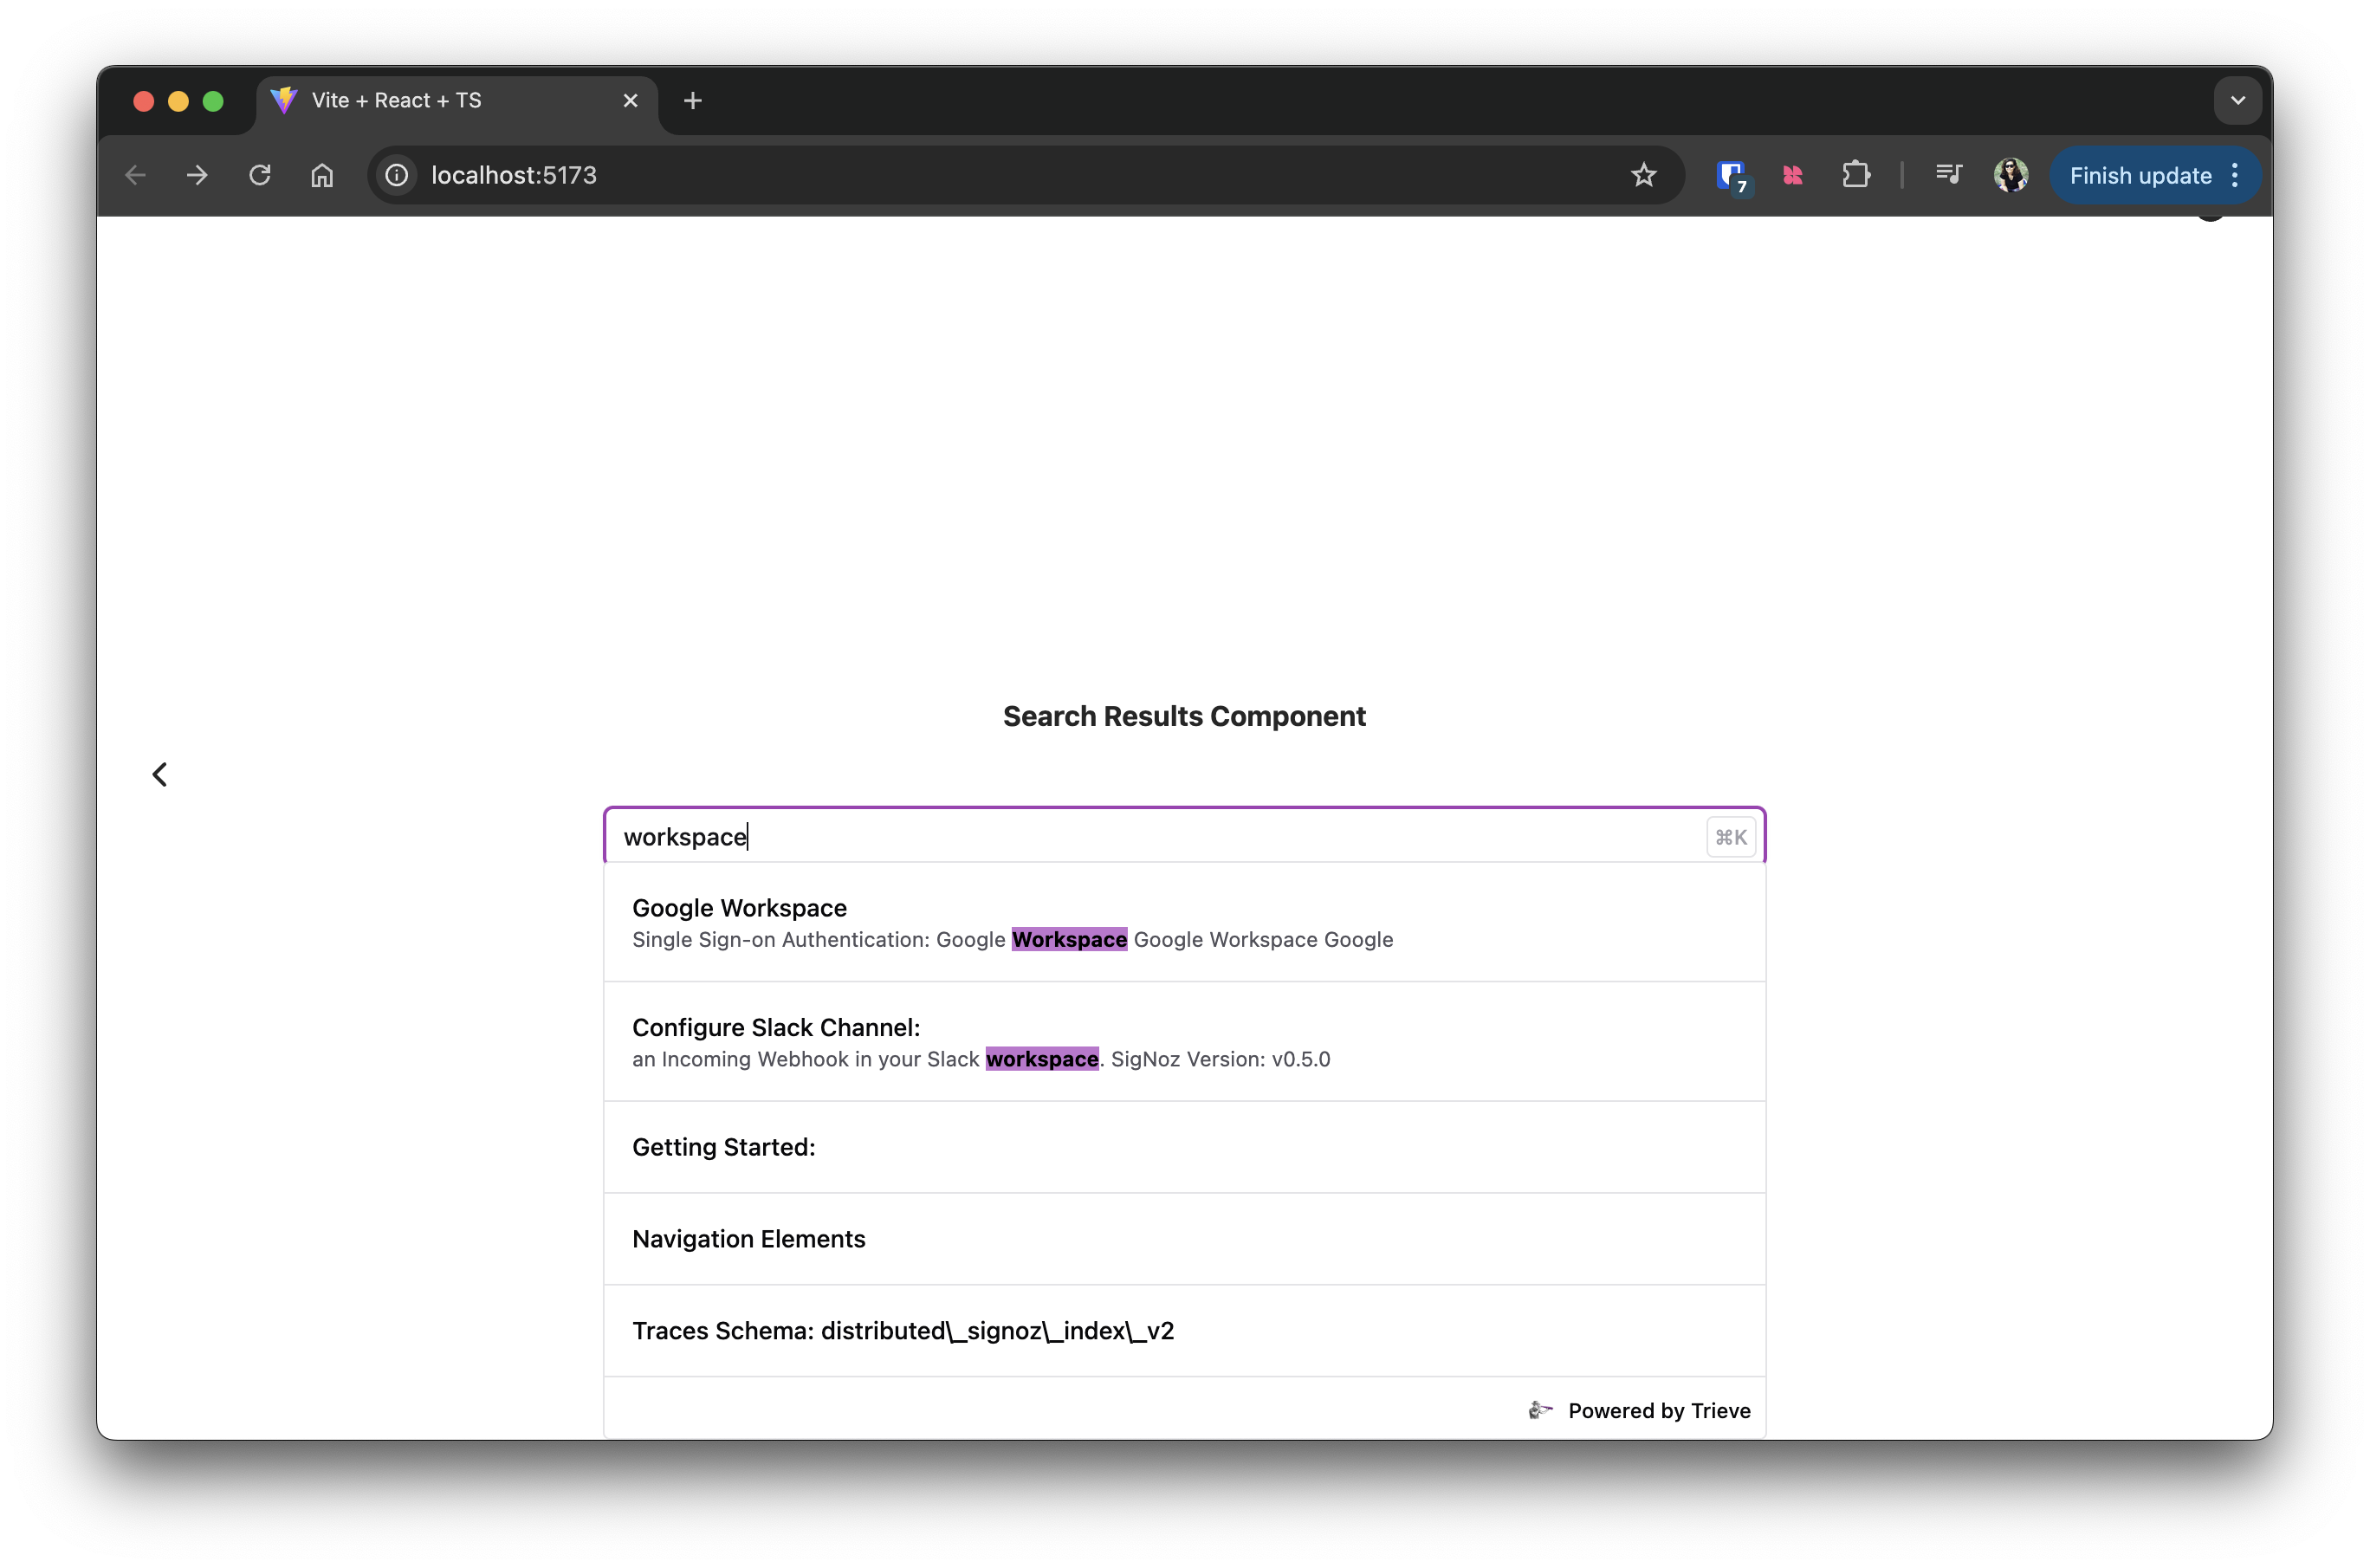 Vite + React + TS
localhost:5173
7
Finish update
Search Results Component
workspace
⌘K
Google Workspace
Single Sign-on Authentication: Google Workspace Google Workspace Google
Configure Slack Channel:
an Incoming Webhook in your Slack workspace. SigNoz Version: v0.5.0
Getting Started:
Navigation Elements
Traces Schema: distributed\_signoz\_index\_v2
Powered by Trieve